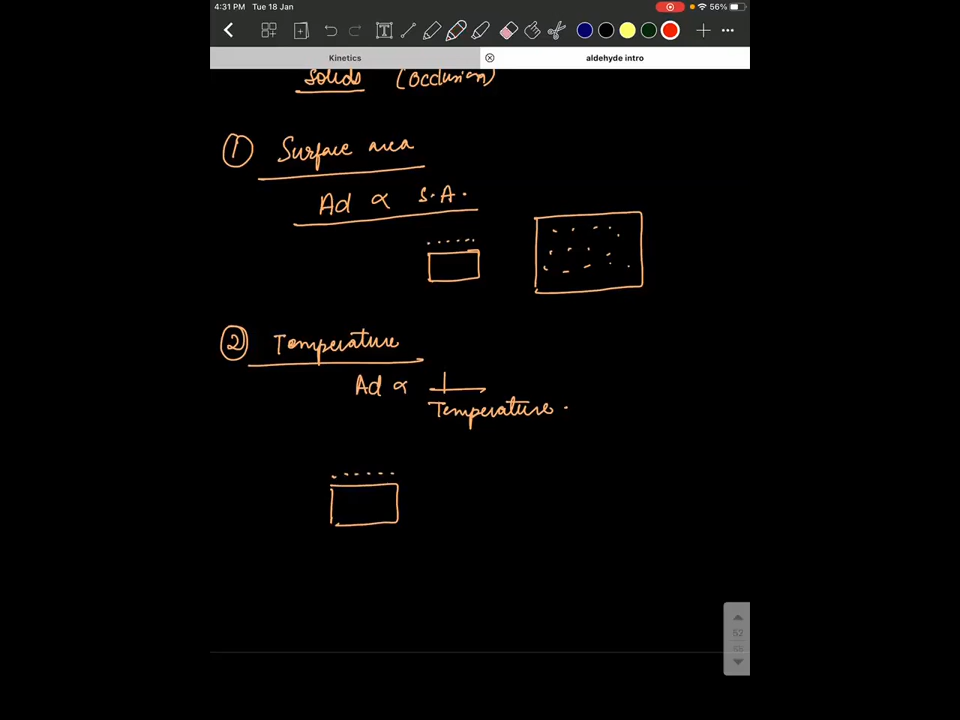 4:31 PM Tue 18 Jan 56%
Kinetics aldehyde intro
Solids (Occlusion)
① Surface area
Ad ∝ S.A.
② Temperature
Ad ∝ 1
Temperature.
52